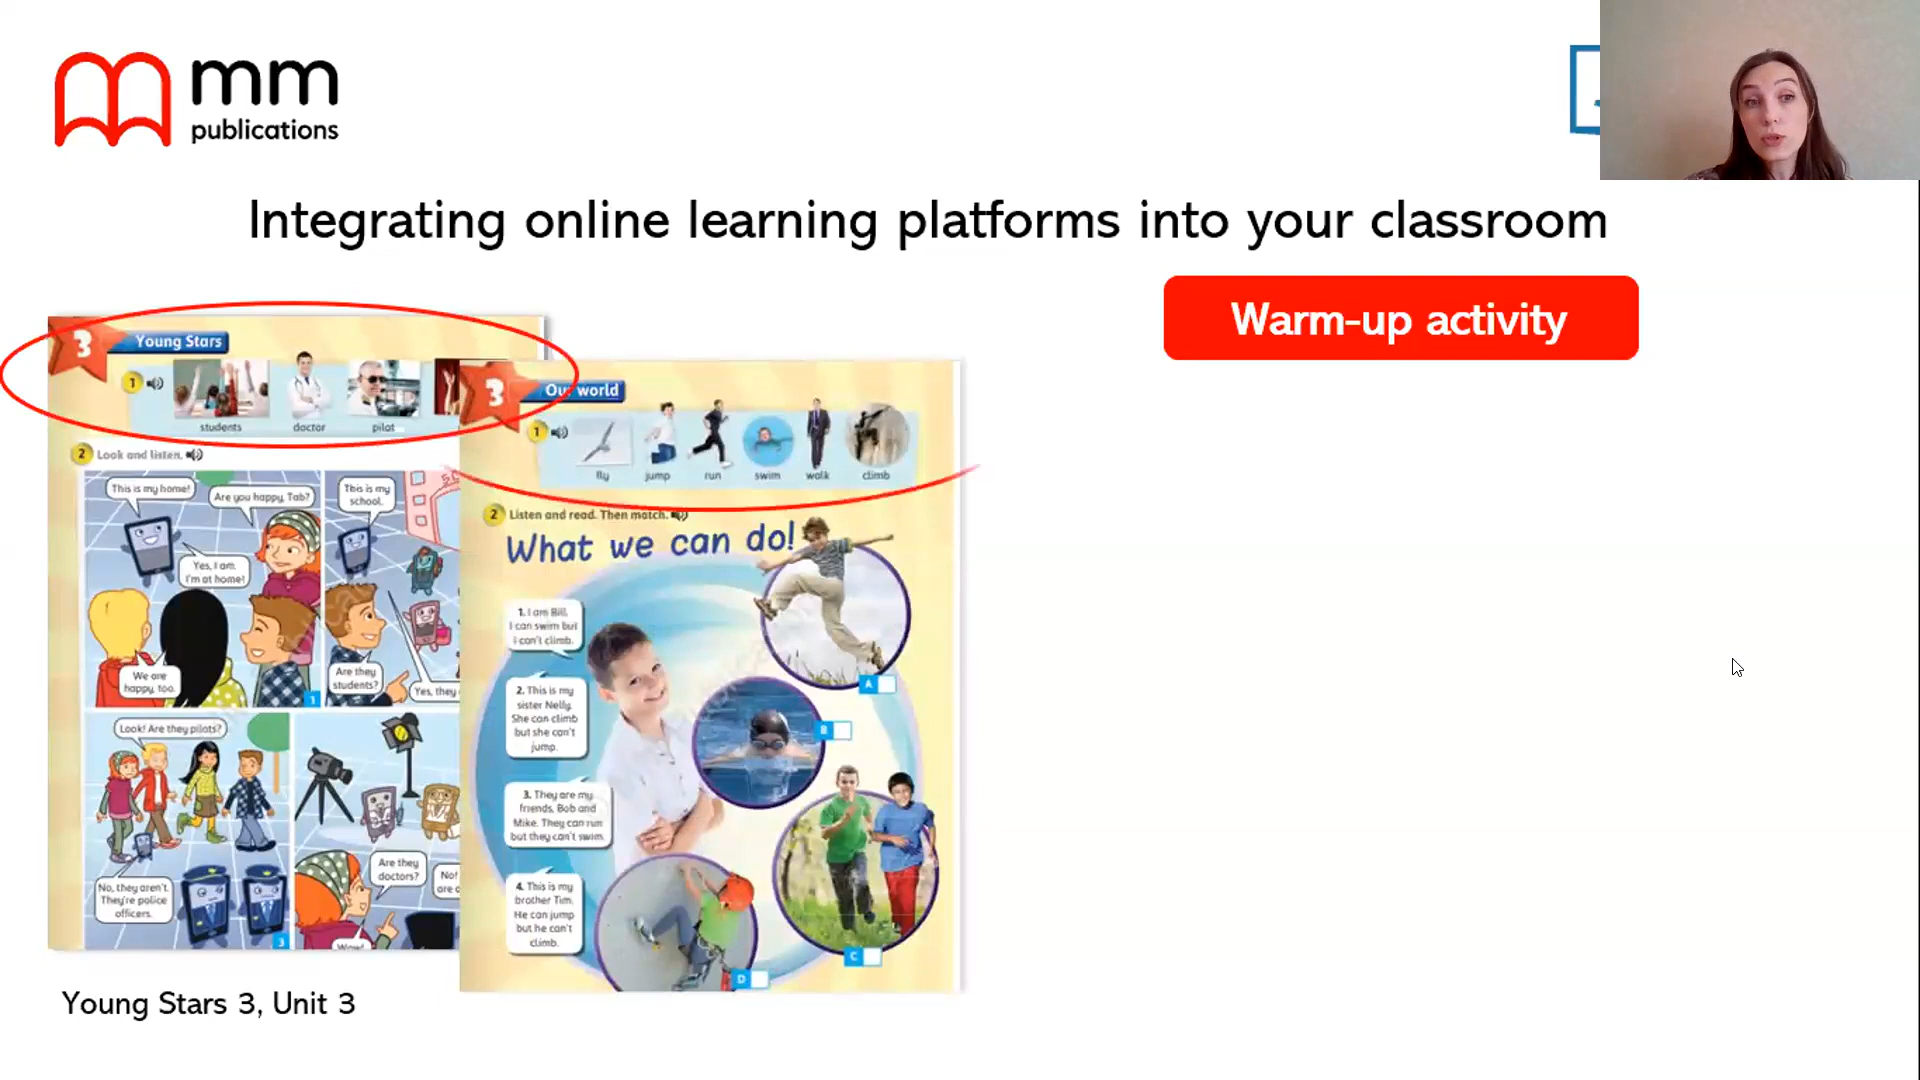 mm
publications
Integrating online learning platforms into your classroom
Warm-up activity
3
Young Stars
1
students
doctor
pilot
2 Look and listen.
This is my home!
Are you happy, Tab?
Yes, I am.
I'm at home!
We are
happy, too.
1
This is my
school.
Are they
students?
Yes, they
Look! Are they pilots?
No, they aren't.
They're police
officers.
3
Are they
doctors?
No!
are
Wow!
3
Our world
1
fly
jump
run
swim
walk
climb
2 Listen and read. Then match.
What we can do!
1. I am Bill.
I can swim but
I can't climb.
2. This is my
sister Nelly.
She can climb
but she can't
jump.
3. They are my
friends, Bob and
Mike. They can run
but they can't swim.
4. This is my
brother Tim.
He can jump
but he can't
climb.
A
B
C
D
Young Stars 3, Unit 3